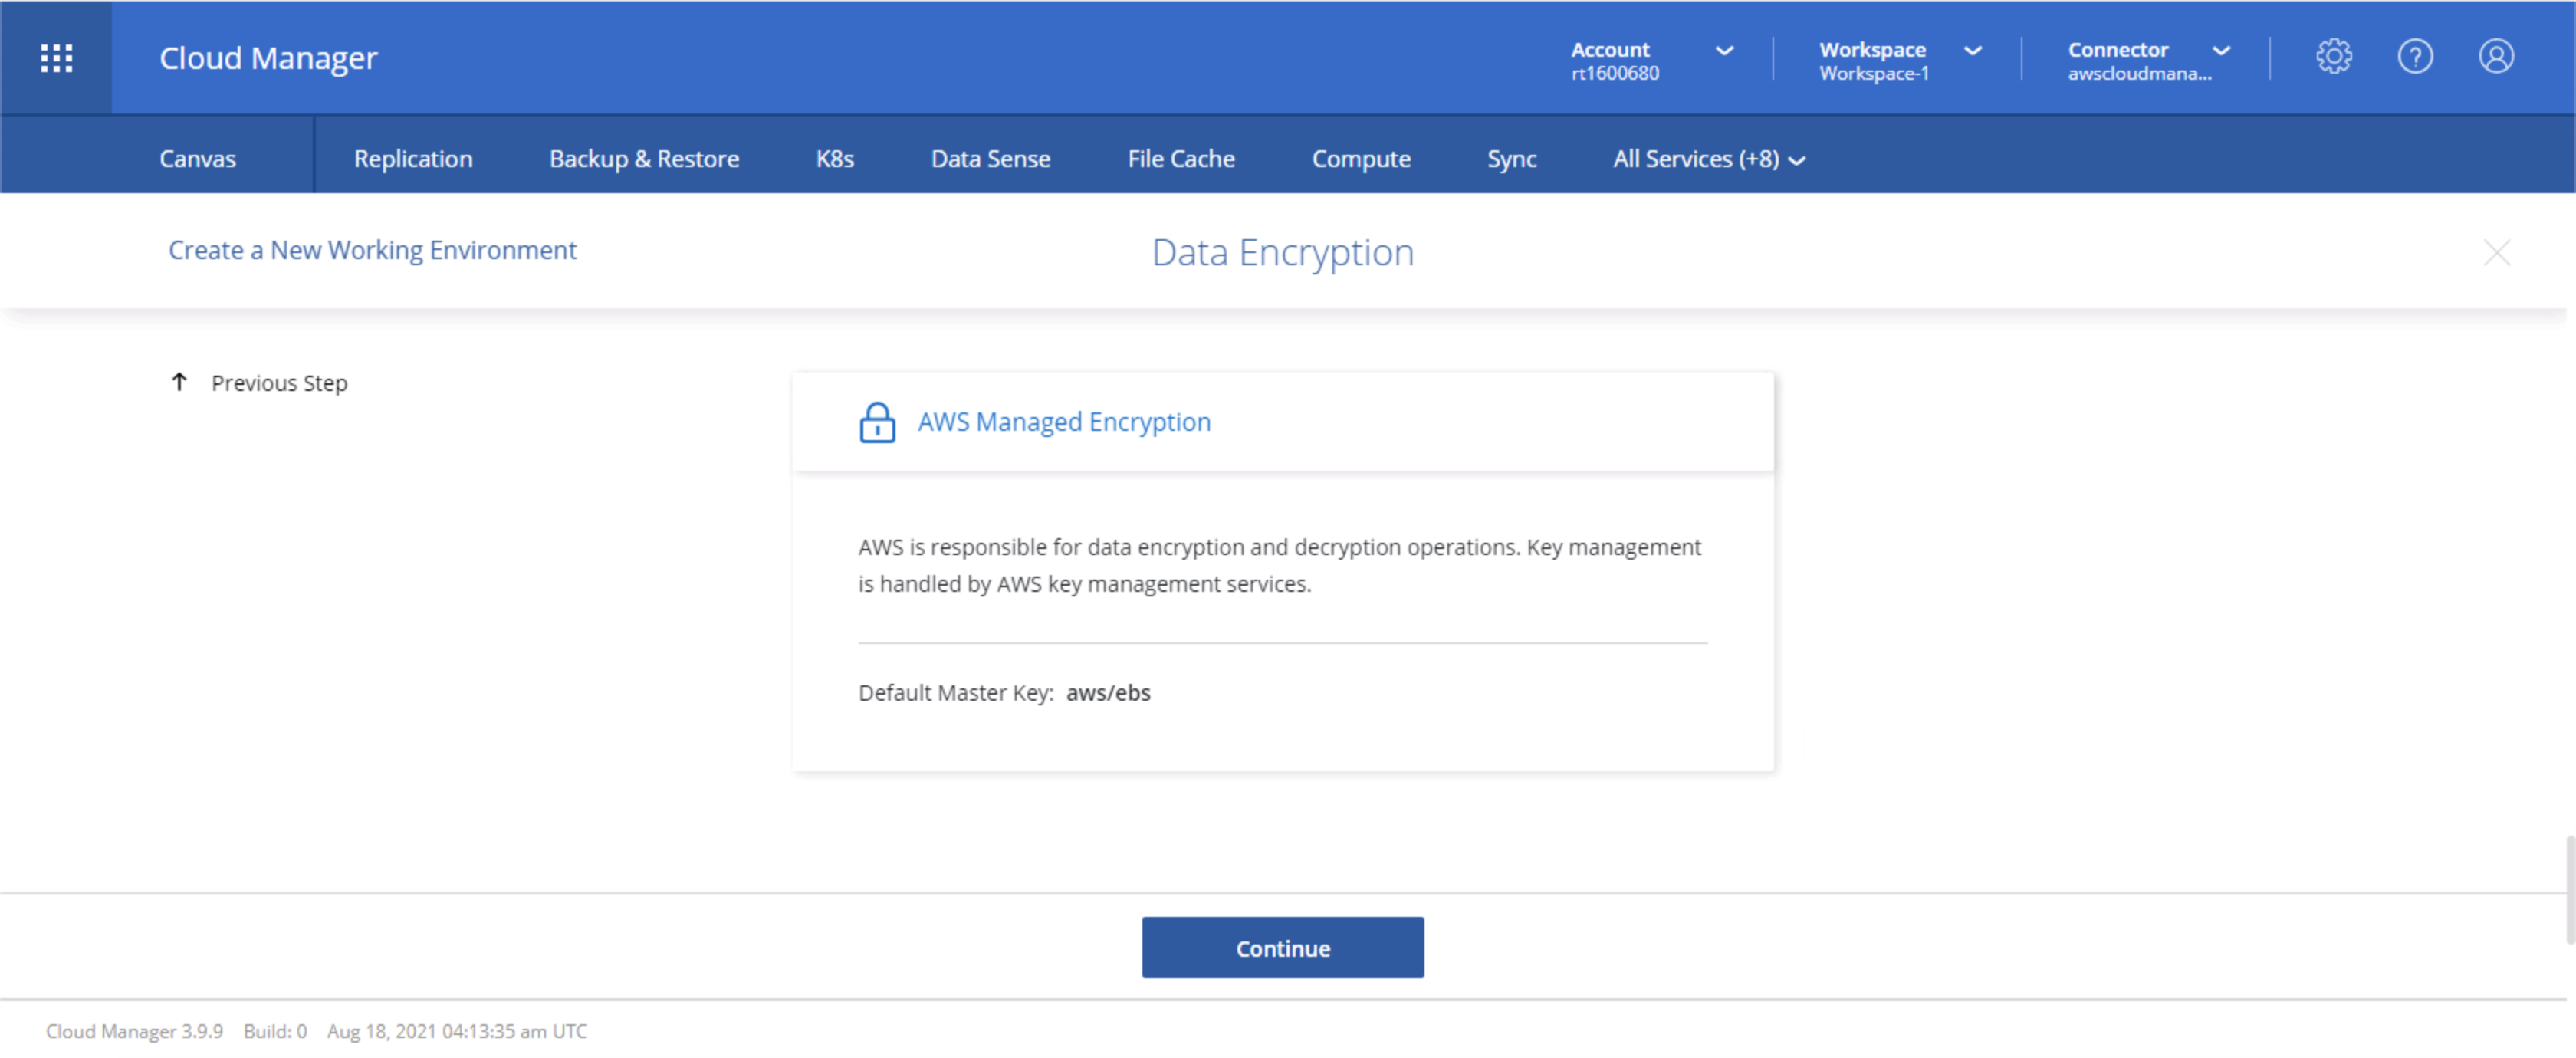 Cloud Manager
Account
rt1600680
Workspace
Workspace-1
Connector
awscloudmana...
Canvas
Replication
Backup & Restore
K8s
Data Sense
File Cache
Compute
Sync
All Services (+8)
Create a New Working Environment
Data Encryption
Previous Step
AWS Managed Encryption
AWS is responsible for data encryption and decryption operations. Key management
is handled by AWS key management services.
Default Master Key: aws/ebs
Continue
Cloud Manager 3.9.9 Build: 0 Aug 18, 2021 04:13:35 am UTC